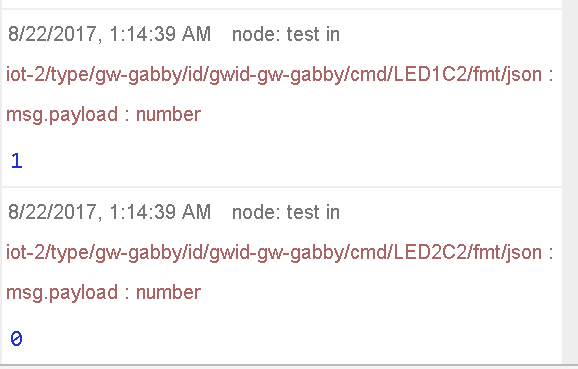 8/22/2017, 1:14:39 AM node: test in
iot-2/type/gw-gabby/id/gwid-gw-gabby/cmd/LED1C2/fmt/json :
msg.payload : number
1
8/22/2017, 1:14:39 AM node: test in
iot-2/type/gw-gabby/id/gwid-gw-gabby/cmd/LED2C2/fmt/json :
msg.payload : number
0